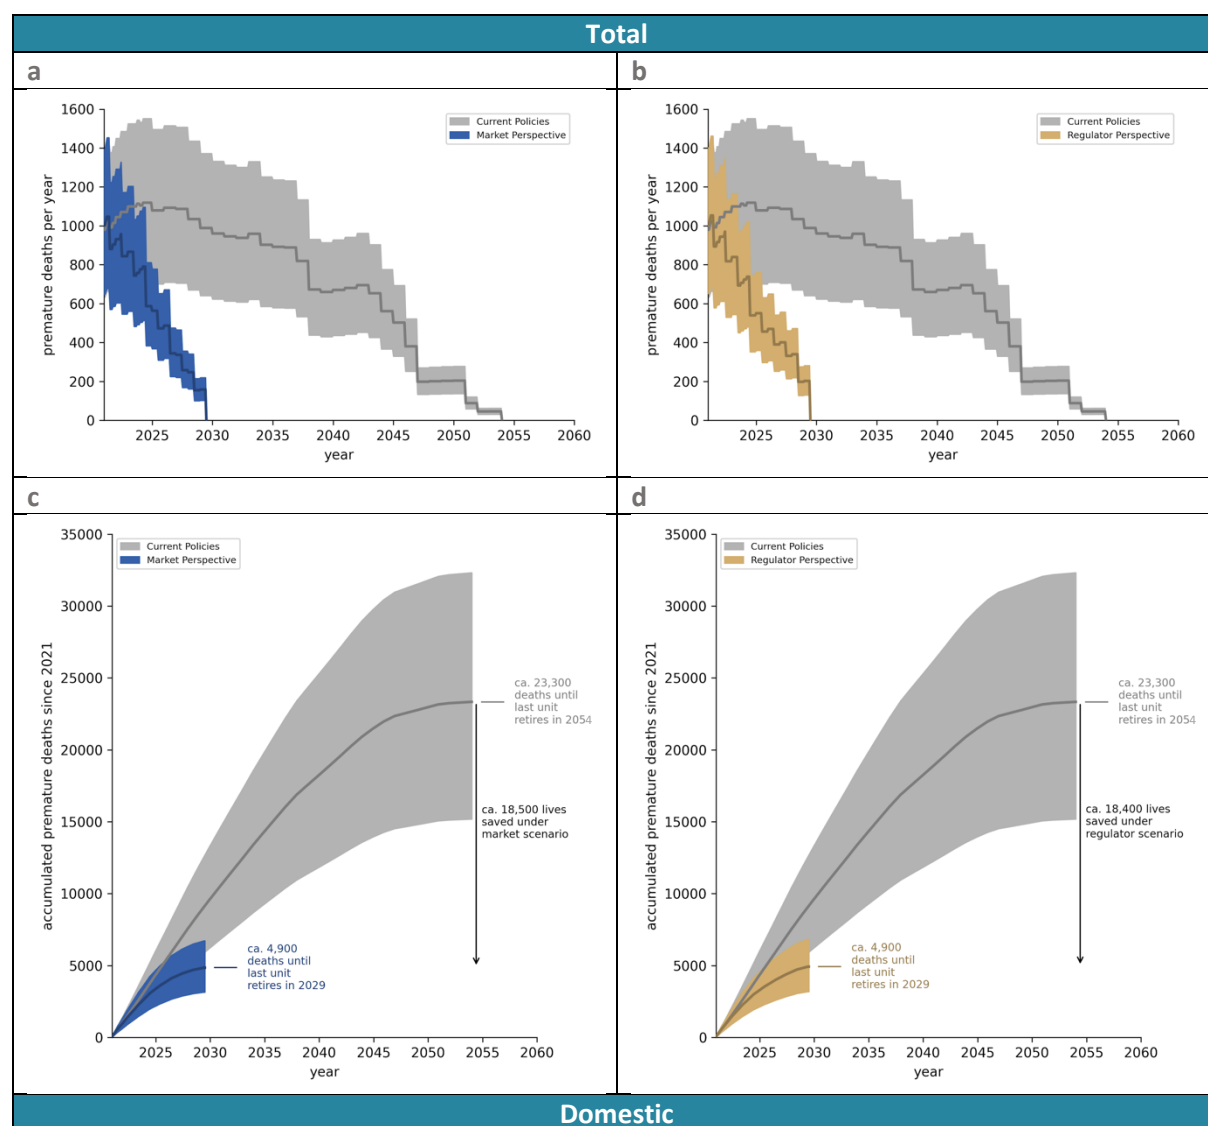 Total
a
b
1600
1400
1200
1000
800
600
400
200
0
premature deaths per year
Current Policies
Market Perspective
2025 2030 2035 2040 2045 2050 2055 2060
year
1600
1400
1200
1000
800
600
400
200
0
premature deaths per year
Current Policies
Regulator Perspective
2025 2030 2035 2040 2045 2050 2055 2060
year
c
d
35000
30000
25000
20000
15000
10000
5000
0
accumulated premature deaths since 2021
Current Policies
Market Perspective
ca. 23,300
deaths until
last unit
retires in 2054
ca. 18,500 lives
saved under
market scenario
ca. 4,900
deaths until
last unit
retires in 2029
2025 2030 2035 2040 2045 2050 2055 2060
year
35000
30000
25000
20000
15000
10000
5000
0
accumulated premature deaths since 2021
Current Policies
Regulator Perspective
ca. 23,300
deaths until
last unit
retires in 2054
ca. 18,400 lives
saved under
regulator scenario
ca. 4,900
deaths until
last unit
retires in 2029
2025 2030 2035 2040 2045 2050 2055 2060
year
Domestic